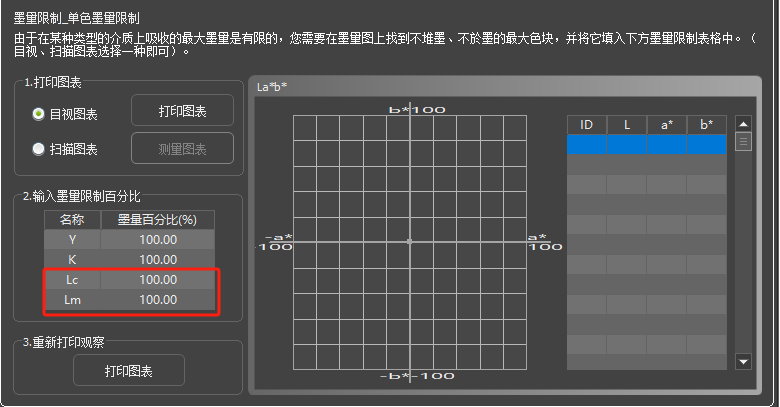 墨量限制_单色墨量限制
由于在某种类型的介质上吸收的最大墨量是有限的，您需要在墨量图上找到不堆墨、不於墨的最大色块，并将它填入下方墨量限制表格中。（
目视、扫描图表选择一种即可）。
1.打印图表
目视图表 打印图表
扫描图表 测量图表
2.输入墨量限制百分比
名称 墨量百分比(%)
Y 100.00
K 100.00
Lc 100.00
Lm 100.00
3.重新打印观察
打印图表
La*b*
b*100
-a*
-100
a*
100
-b*-100
ID L a* b*